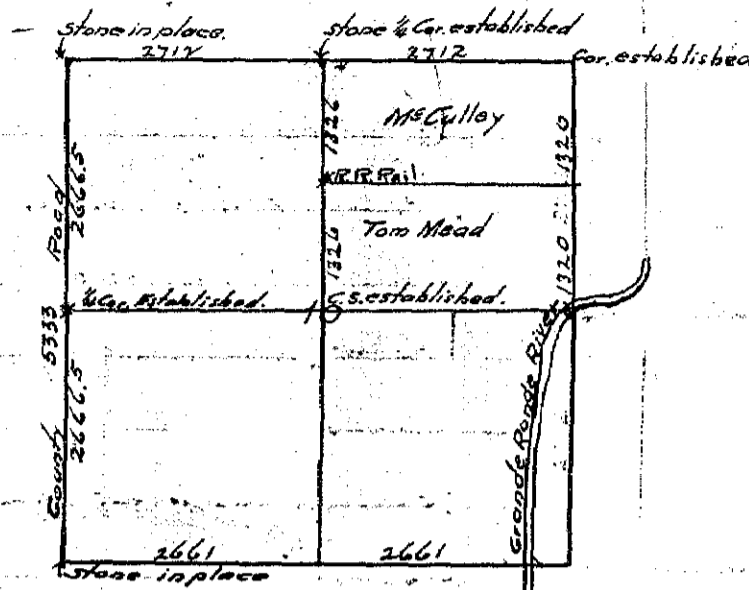 Stone in place.
Stone ¼ Cor. established
2712
2712
Cor. established
McCulley
1326
1320
R.R. Rail
Tom Mead
1326
1320
County 5333 Road
2666.5
¼ Cor. Established.
C.S. established.
2666.5
Grande Ronde River
2661
2661
Stone in place